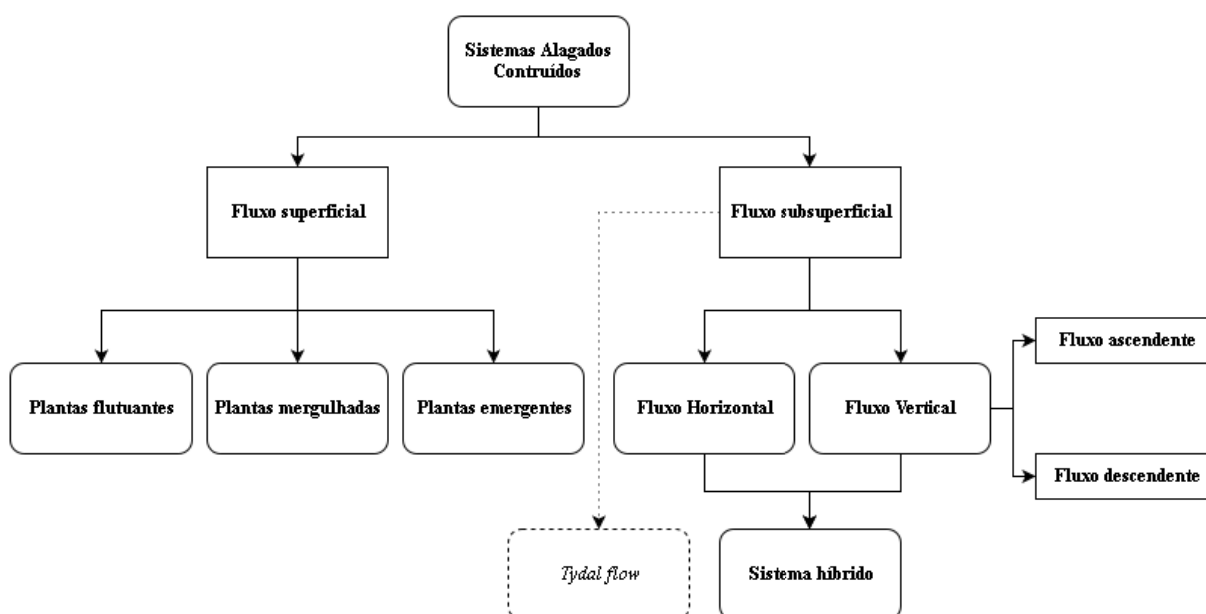 Sistemas Alagados
Contruídos
Fluxo superficial
Fluxo subsuperficial
Plantas flutuantes
Plantas mergulhadas
Plantas emergentes
Fluxo Horizontal
Fluxo Vertical
Fluxo ascendente
Fluxo descendente
Tydal flow
Sistema híbrido